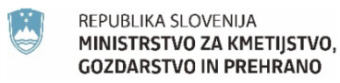 REPUBLIKA SLOVENIJA
MINISTRSTVO ZA KMETIJSTVO,
GOZDARSTVO IN PREHRANO